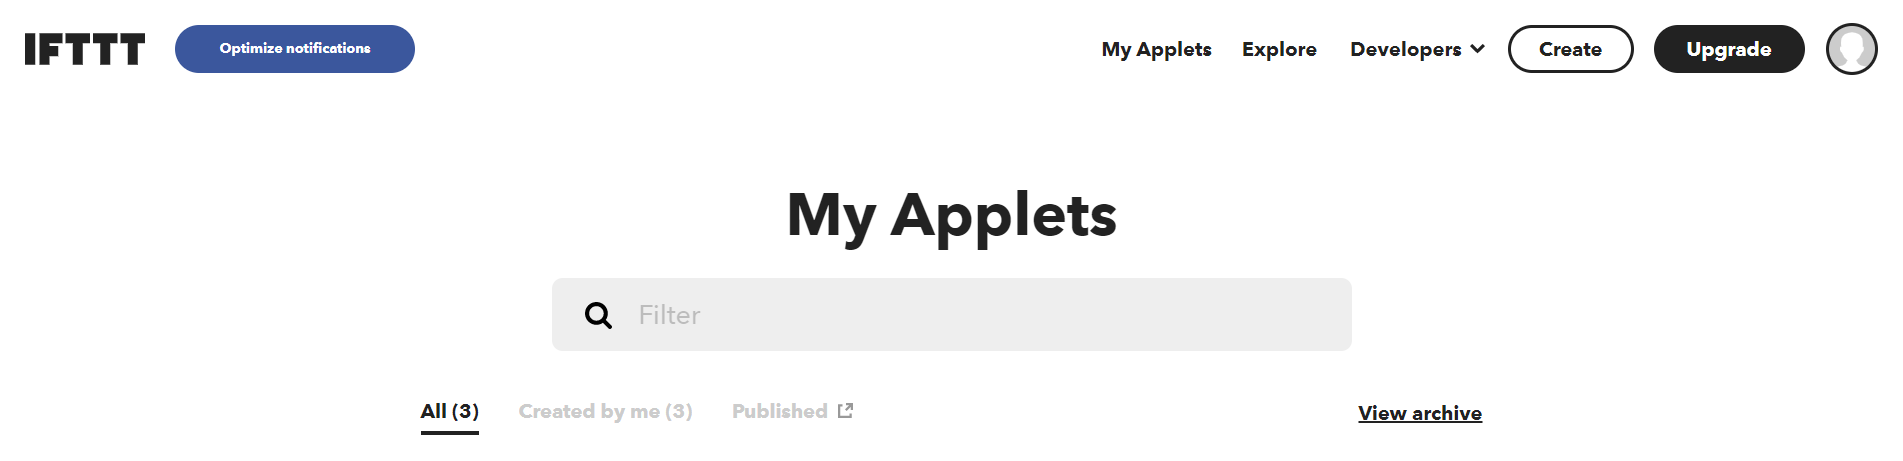 IFTTT Optimize notifications My Applets Explore Developers Create Upgrade
My Applets
Filter
All (3) Created by me (3) Published View archive